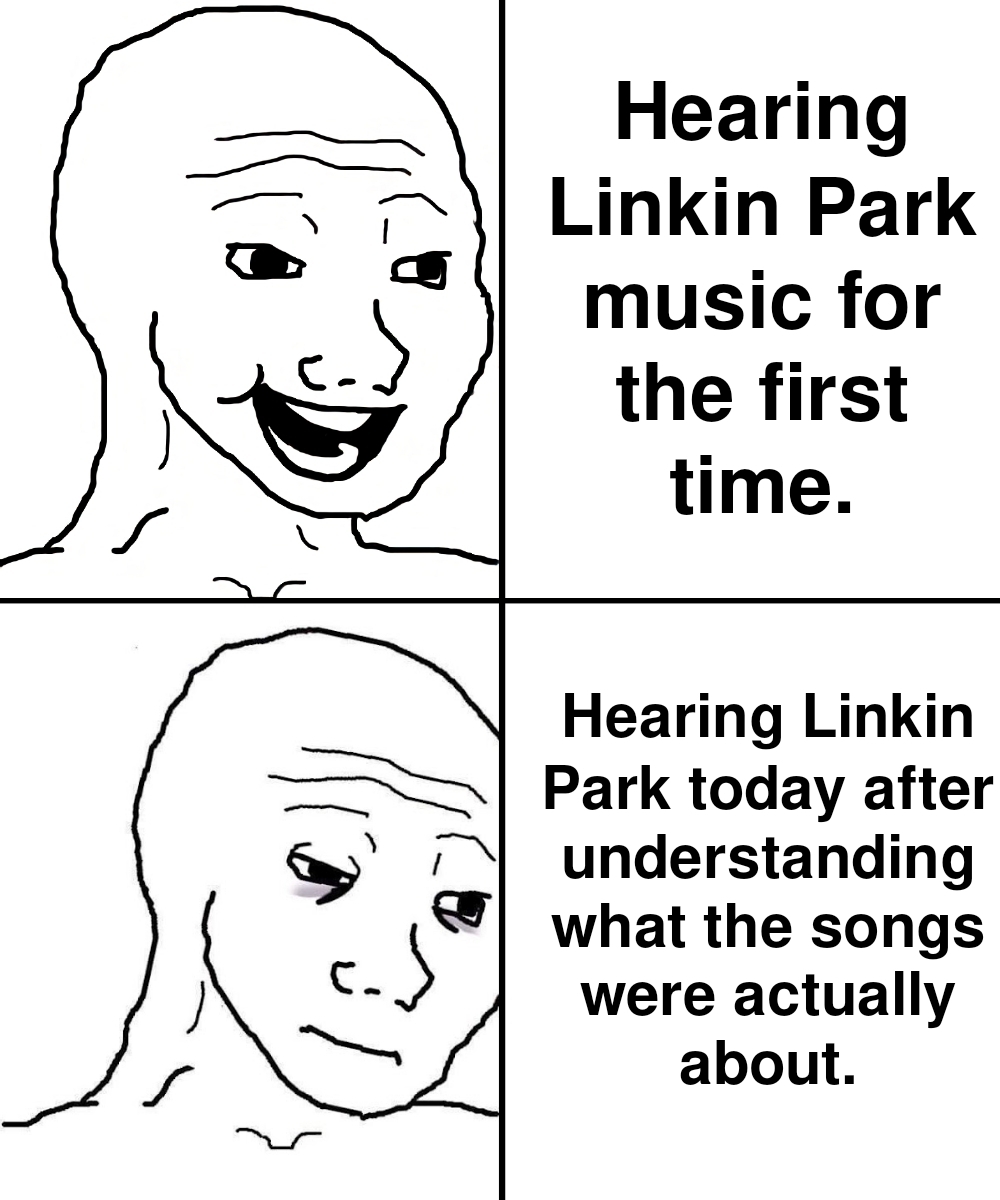 Hearing
Linkin Park
music for
the first
time.
Hearing Linkin
Park today after
understanding
what the songs
were actually
about.